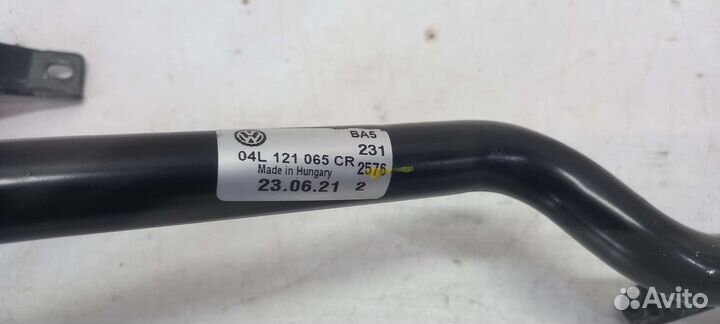 BA5
04L 121 065 CR 231
Made in Hungary 2576
23.06.21 2
Avito